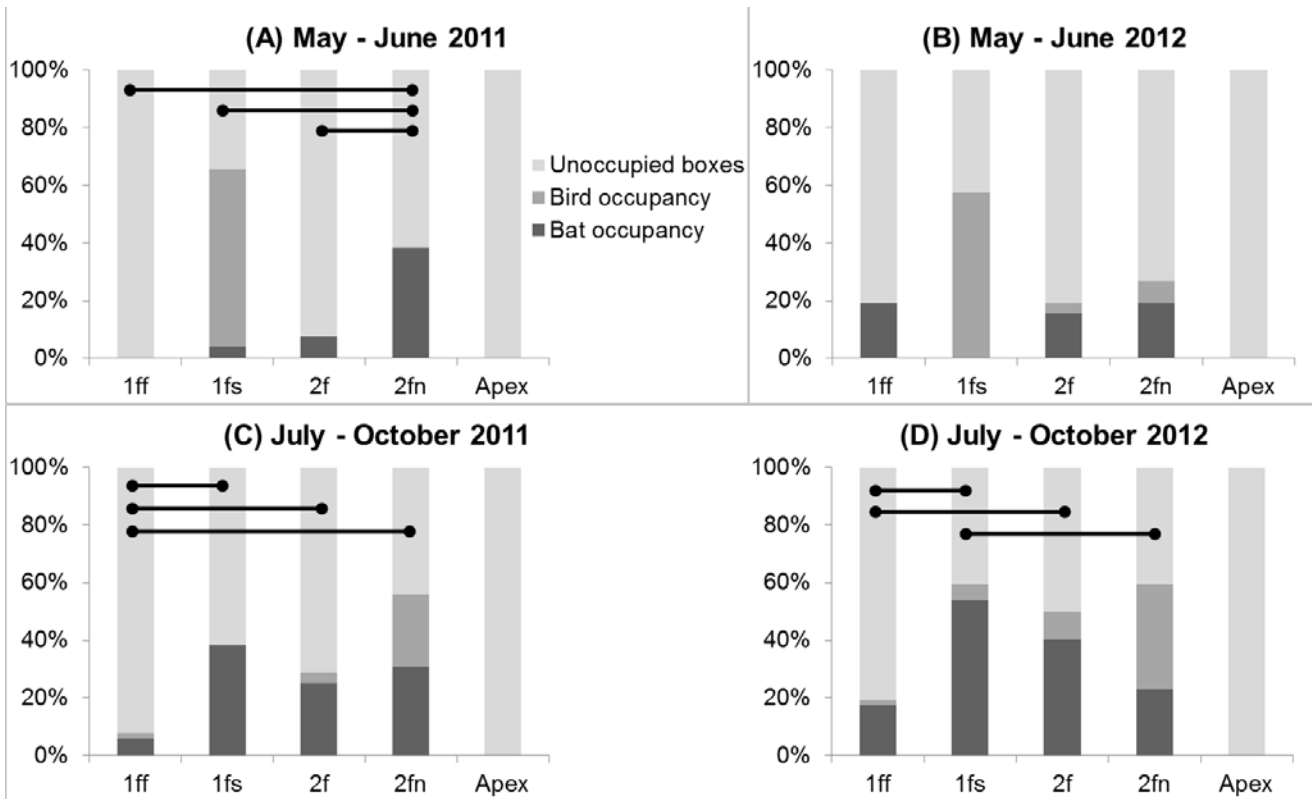 (A) May - June 2011
100%
80%
60%
40%
20%
0%
1ff 1fs 2f 2fn Apex
Unoccupied boxes
Bird occupancy
Bat occupancy
(B) May - June 2012
100%
80%
60%
40%
20%
0%
1ff 1fs 2f 2fn Apex
(C) July - October 2011
100%
80%
60%
40%
20%
0%
1ff 1fs 2f 2fn Apex
(D) July - October 2012
100%
80%
60%
40%
20%
0%
1ff 1fs 2f 2fn Apex